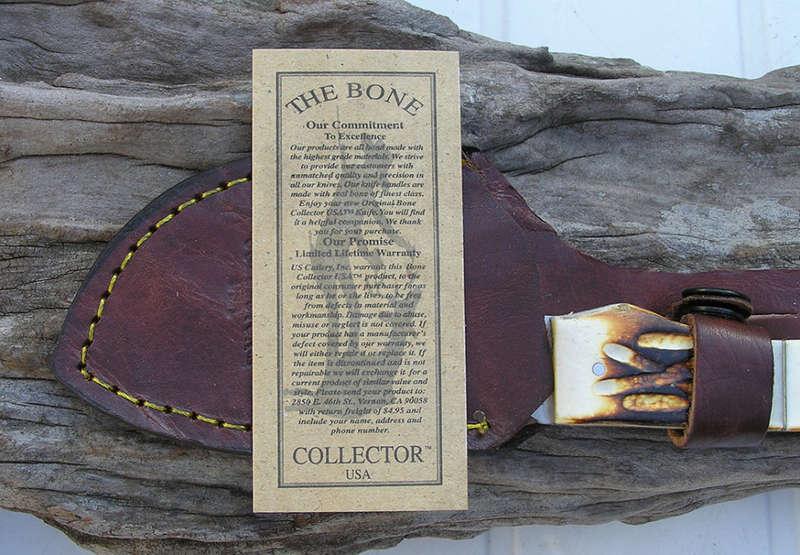 THE BONE
Our Commitment
To Excellence
Our products are all hand made with
the highest grade materials. We strive
to provide our customers with
unmatched quality and precision in
all our knives. Our knife handles are
made with real bone of finest class.
Enjoy your new Original Bone
Collector USA™ Knife. You will find
it a helpful companion. We thank
you for your purchase.
Our Promise
Limited Lifetime Warranty
US Cutlery, Inc. warrants this Bone
Collector USA™ product, to the
original consumer purchaser for as
long as he or she lives, to be free
from defects in material and
workmanship. Damage due to abuse,
misuse or neglect is not covered. If
your product has a manufacturer's
defect covered by our warranty, we
will either repair it or replace it. If
the item is discontinued and is not
repairable we will exchange it for a
current product of similar value and
style. Please send your product to:
2850 E. 46th St., Vernon, CA 90058
with return freight of $4.95 and
include your name, address and
phone number.
COLLECTOR™
USA